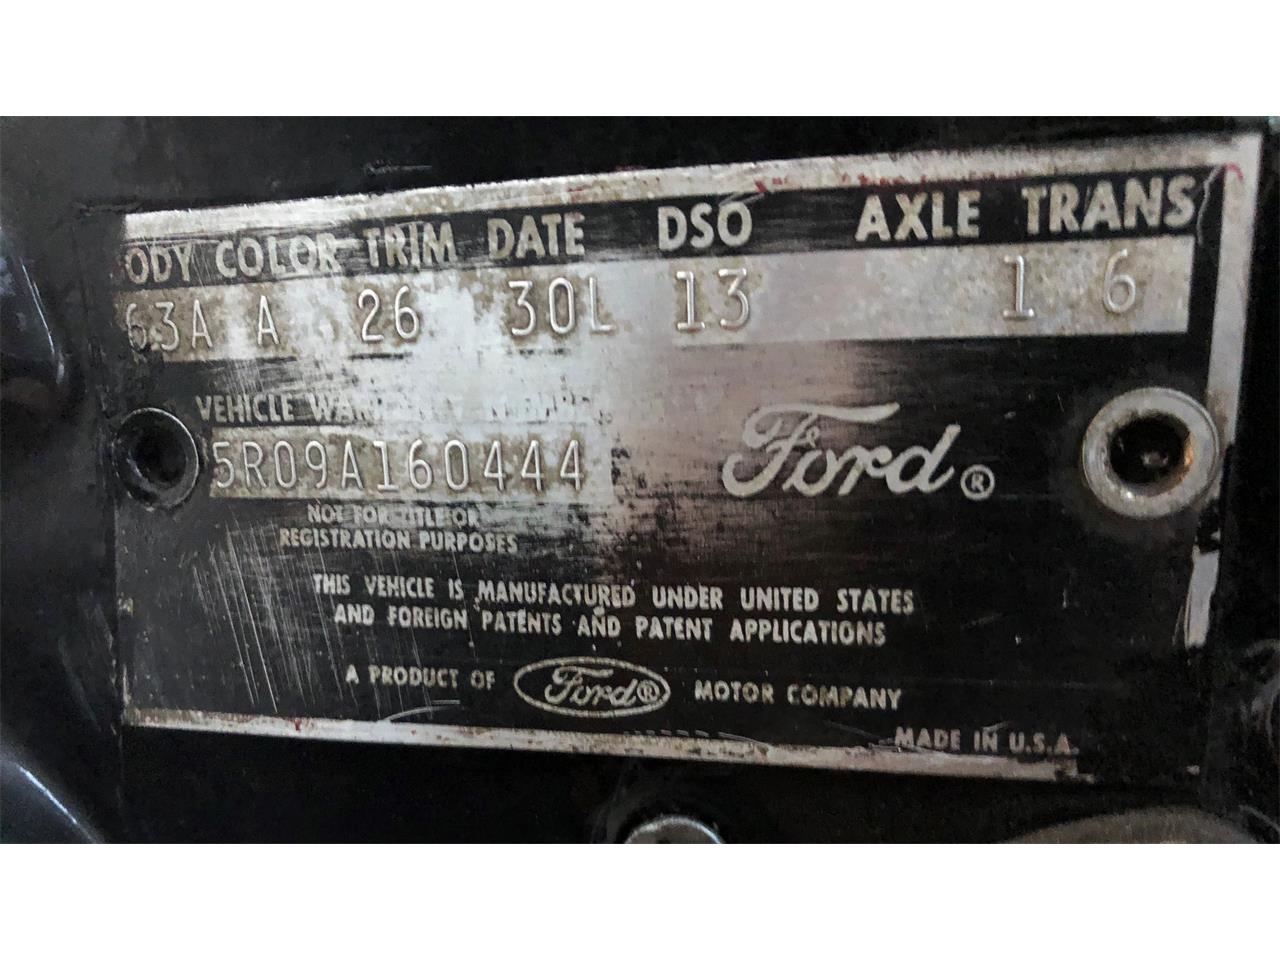 ODY COLOR TRIM DATE DSO AXLE TRANS
63A A 26 30L 13 1 6
VEHICLE WARRANTY NUMBER
5R09A160444
Ford®
NOT FOR TITLE OR
REGISTRATION PURPOSES
THIS VEHICLE IS MANUFACTURED UNDER UNITED STATES
AND FOREIGN PATENTS AND PATENT APPLICATIONS
A PRODUCT OF Ford® MOTOR COMPANY
MADE IN U.S.A.